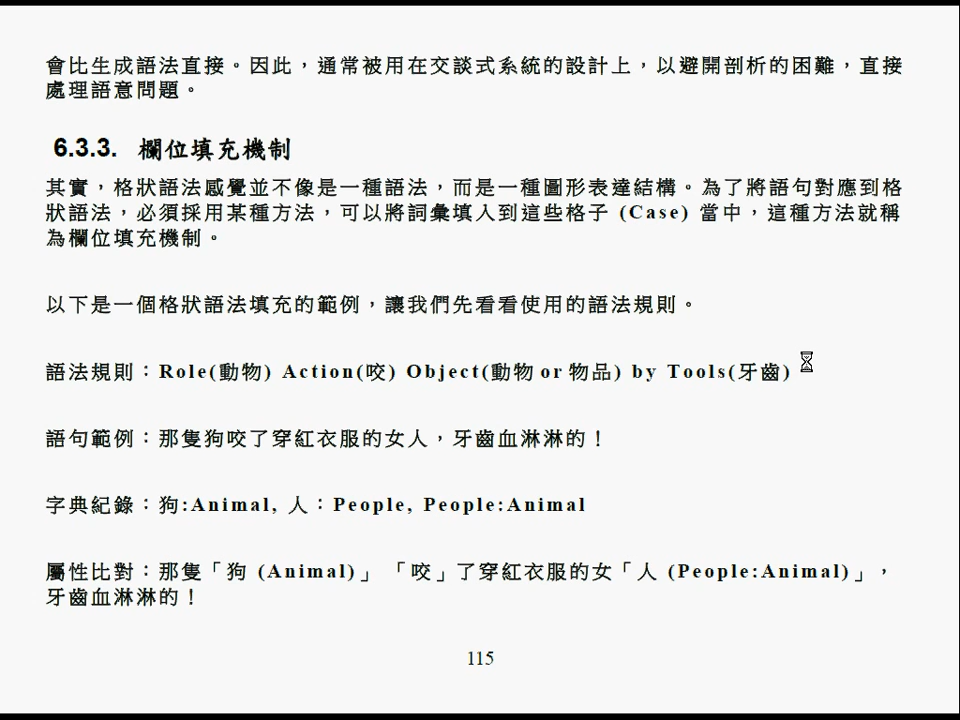 會比生成語法直接。因此，通常被用在交談式系統的設計上，以避開剖析的困難，直接
處理語意問題。
6.3.3. 欄位填充機制
其實，格狀語法感覺並不像是一種語法，而是一種圖形表達結構。為了將語句對應到格
狀語法，必須採用某種方法，可以將詞彙填入到這些格子 (Case) 當中，這種方法就稱
為欄位填充機制。
以下是一個格狀語法填充的範例，讓我們先看看使用的語法規則。
語法規則：Role(動物) Action(咬) Object(動物 or 物品) by Tools(牙齒)
語句範例：那隻狗咬了穿紅衣服的女人，牙齒血淋淋的！
字典紀錄：狗:Animal, 人：People, People:Animal
屬性比對：那隻「狗 (Animal)」 「咬」了穿紅衣服的女「人 (People:Animal)」，
牙齒血淋淋的！
115